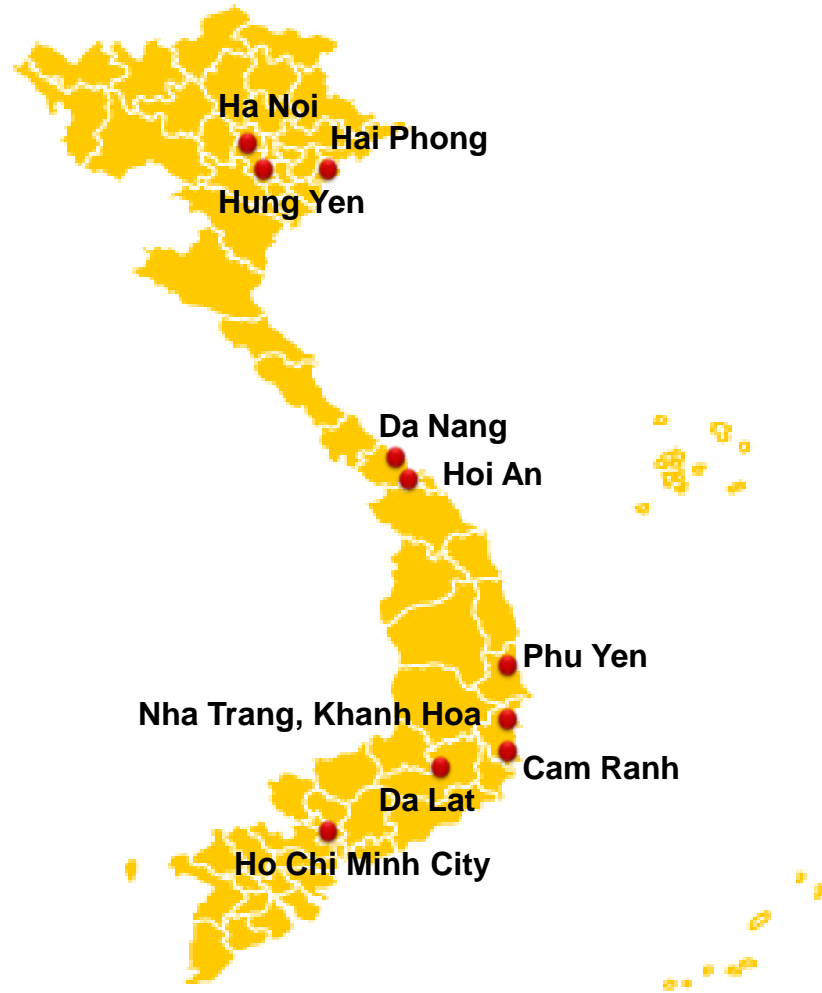 Ha Noi
Hai Phong
Hung Yen
Da Nang
Hoi An
Phu Yen
Nha Trang, Khanh Hoa
Cam Ranh
Da Lat
Ho Chi Minh City